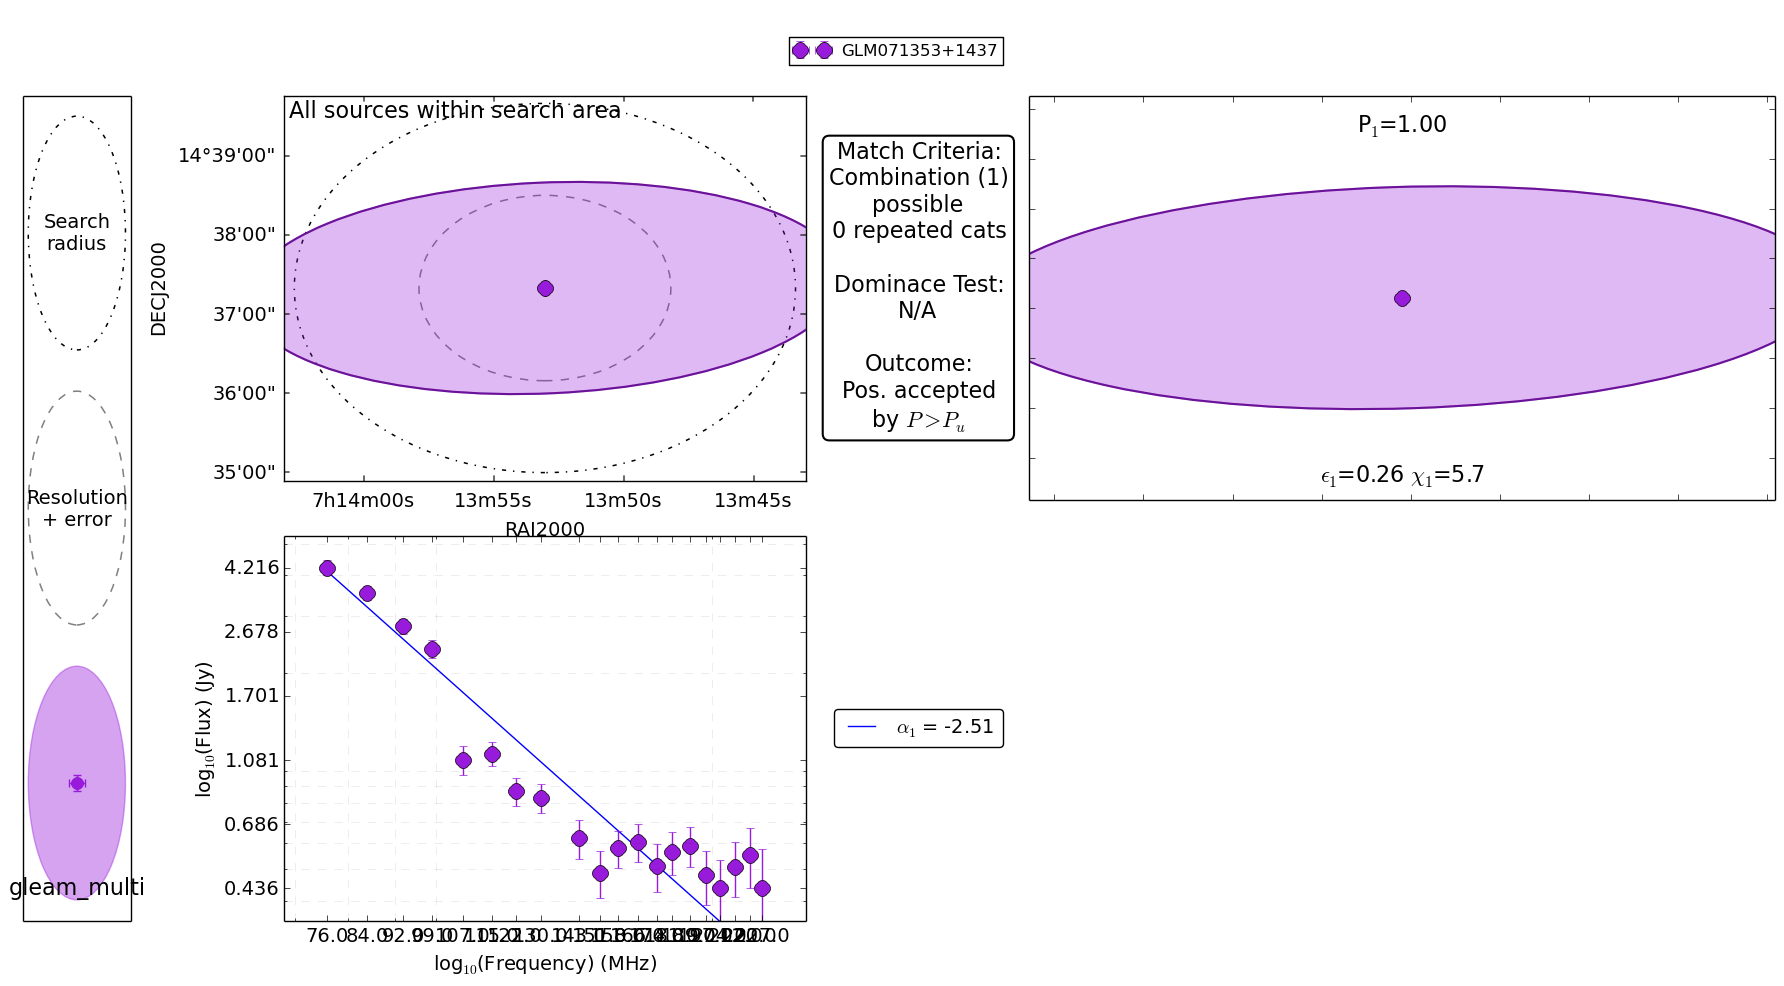 GLM071353+1437
Search
radius
Resolution
+ error
gleam_multi
All sources within search area
DECJ2000
14°39'00"
38'00"
37'00"
36'00"
35'00"
7h14m00s 13m55s 13m50s 13m45s
RAJ2000
Match Criteria:
Combination (1)
possible
0 repeated cats
Dominace Test:
N/A
Outcome:
Pos. accepted
by P>Pᵤ
P₁=1.00
ϵ₁=0.26 χ₁=5.7
log₁₀(Flux) (Jy)
4.216
2.678
1.701
1.081
0.686
0.436
76.0 84.0 92.0
log₁₀(Frequency) (MHz)
α₁ = -2.51